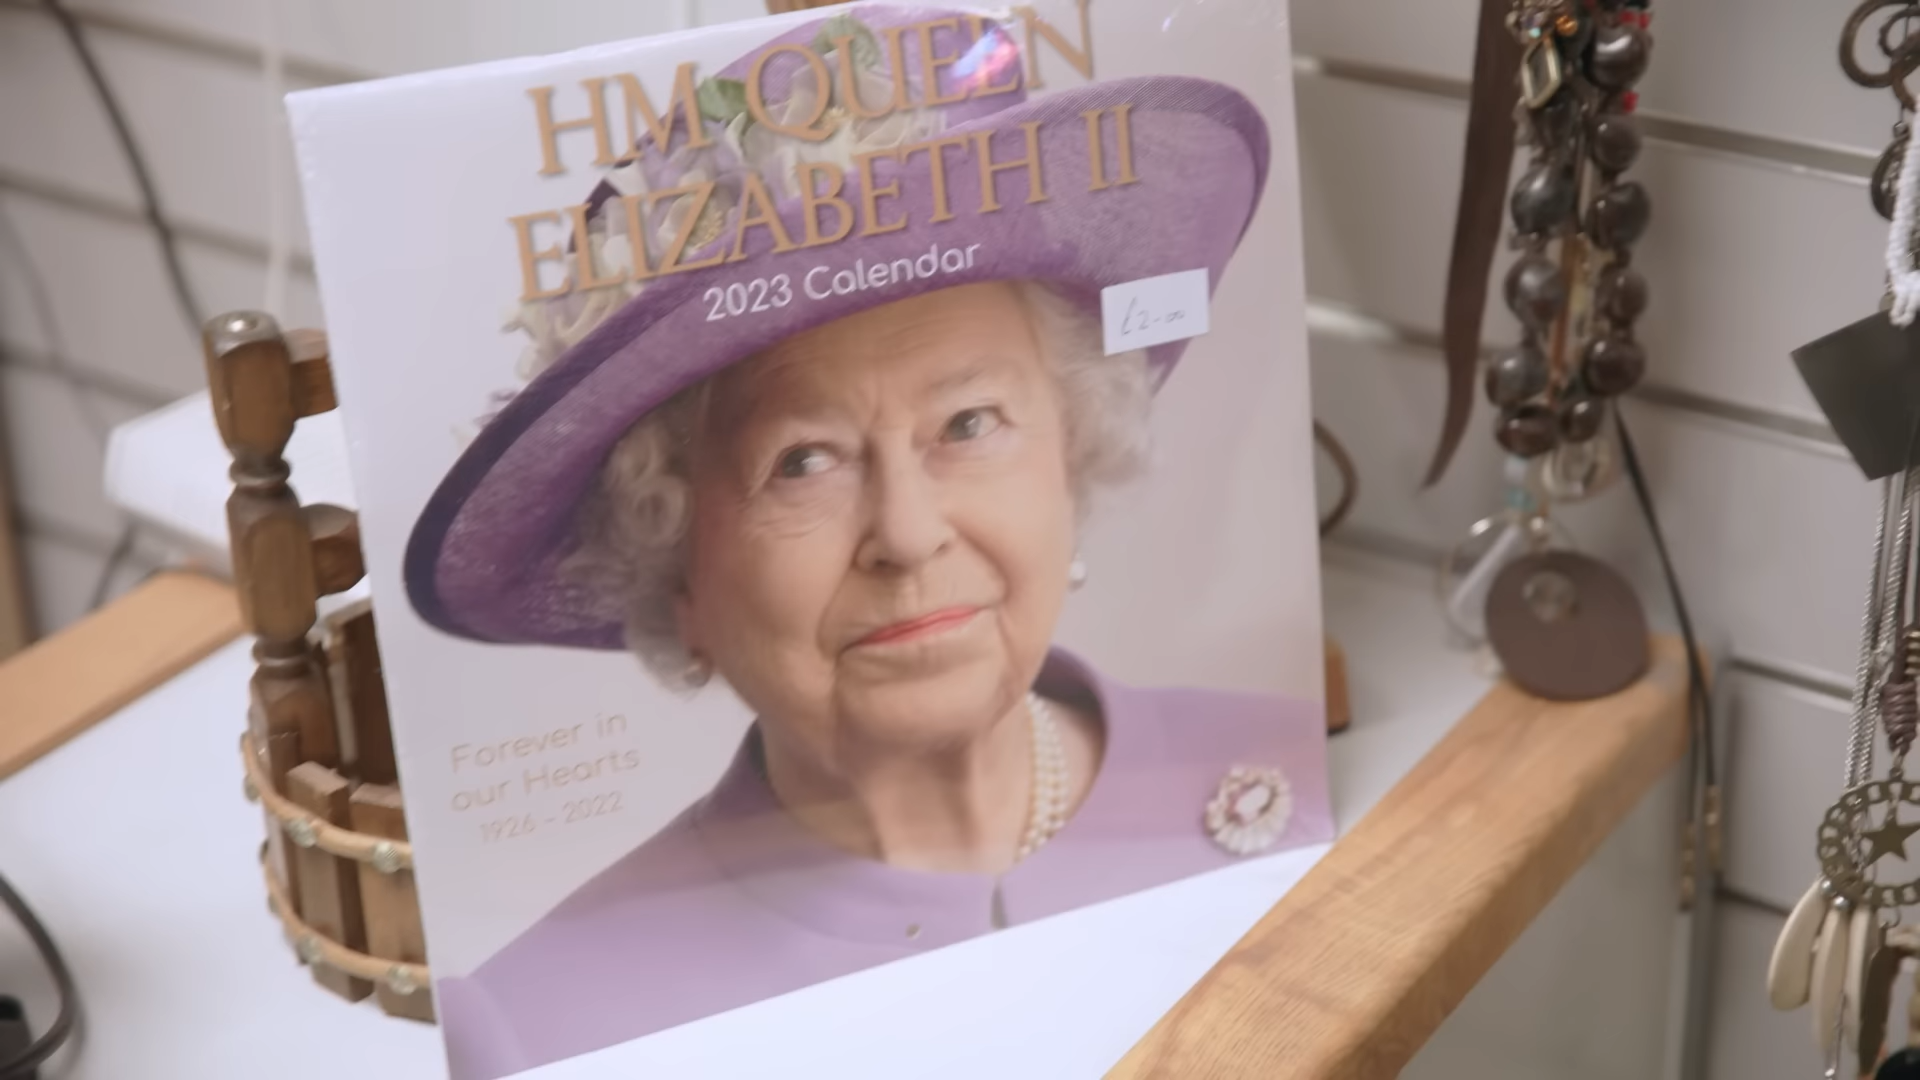 HM QUEEN
ELIZABETH II
2023 Calendar
£2-00
Forever in
our Hearts
1926 - 2022